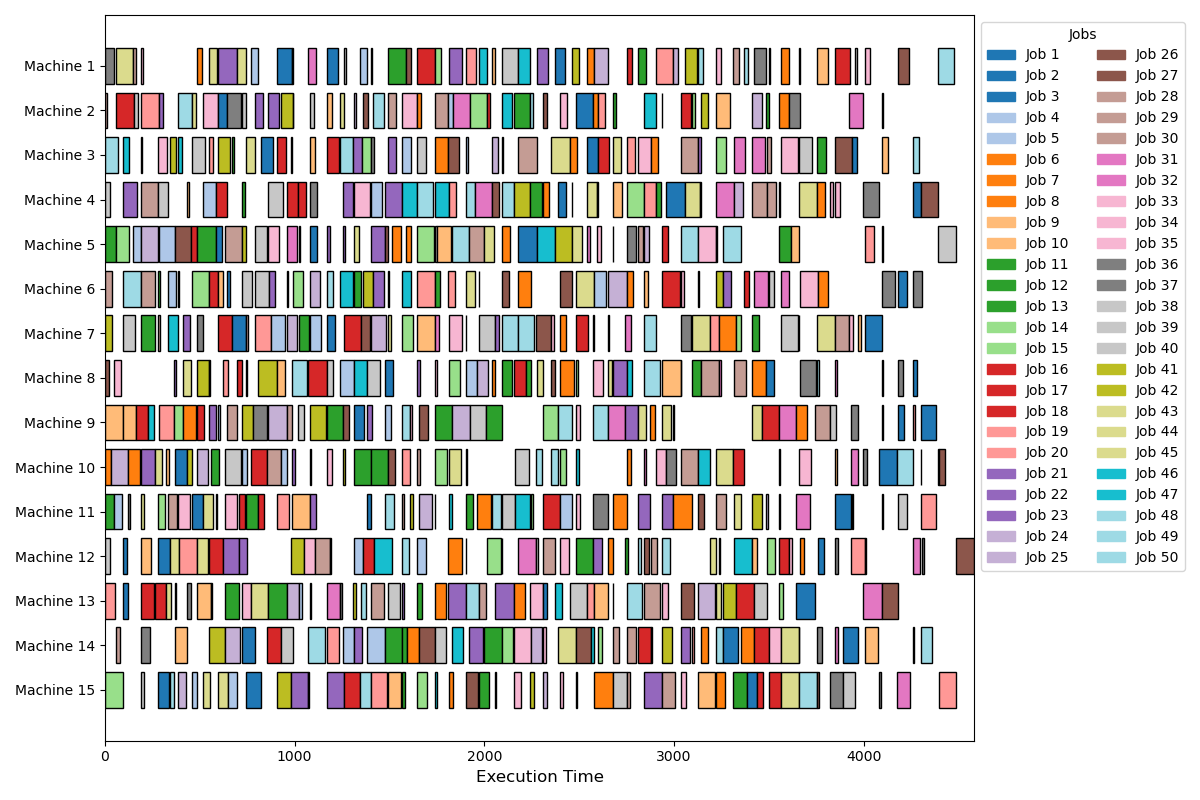 Machine 1
Machine 2
Machine 3
Machine 4
Machine 5
Machine 6
Machine 7
Machine 8
Machine 9
Machine 10
Machine 11
Machine 12
Machine 13
Machine 14
Machine 15
0 1000 2000 3000 4000
Execution Time
Jobs
Job 1 Job 26
Job 2 Job 27
Job 3 Job 28
Job 4 Job 29
Job 5 Job 30
Job 6 Job 31
Job 7 Job 32
Job 8 Job 33
Job 9 Job 34
Job 10 Job 35
Job 11 Job 36
Job 12 Job 37
Job 13 Job 38
Job 14 Job 39
Job 15 Job 40
Job 16 Job 41
Job 17 Job 42
Job 18 Job 43
Job 19 Job 44
Job 20 Job 45
Job 21 Job 46
Job 22 Job 47
Job 23 Job 48
Job 24 Job 49
Job 25 Job 50